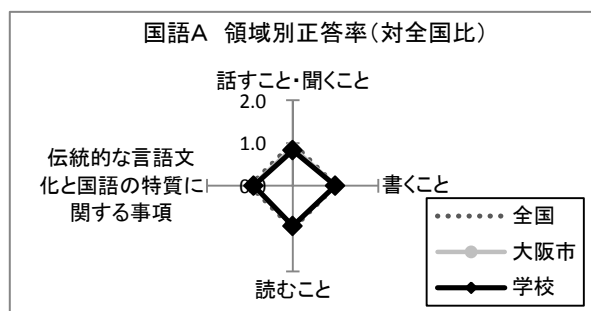 国語A 領域別正答率(対全国比)
話すこと・聞くこと
2.0
1.0
0.0
伝統的な言語文
化と国語の特質に
関する事項
書くこと
読むこと
全国
大阪市
学校